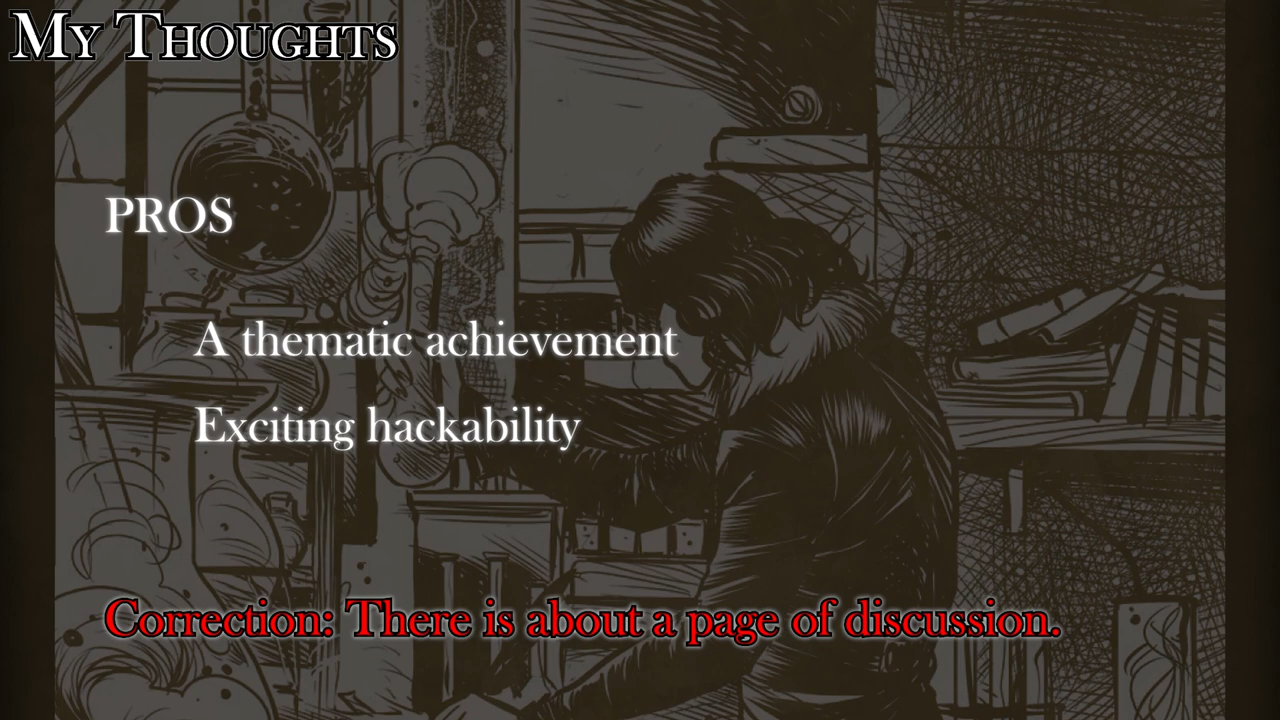 My Thoughts
PROS
A thematic achievement
Exciting hackability
Correction: There is about a page of discussion.